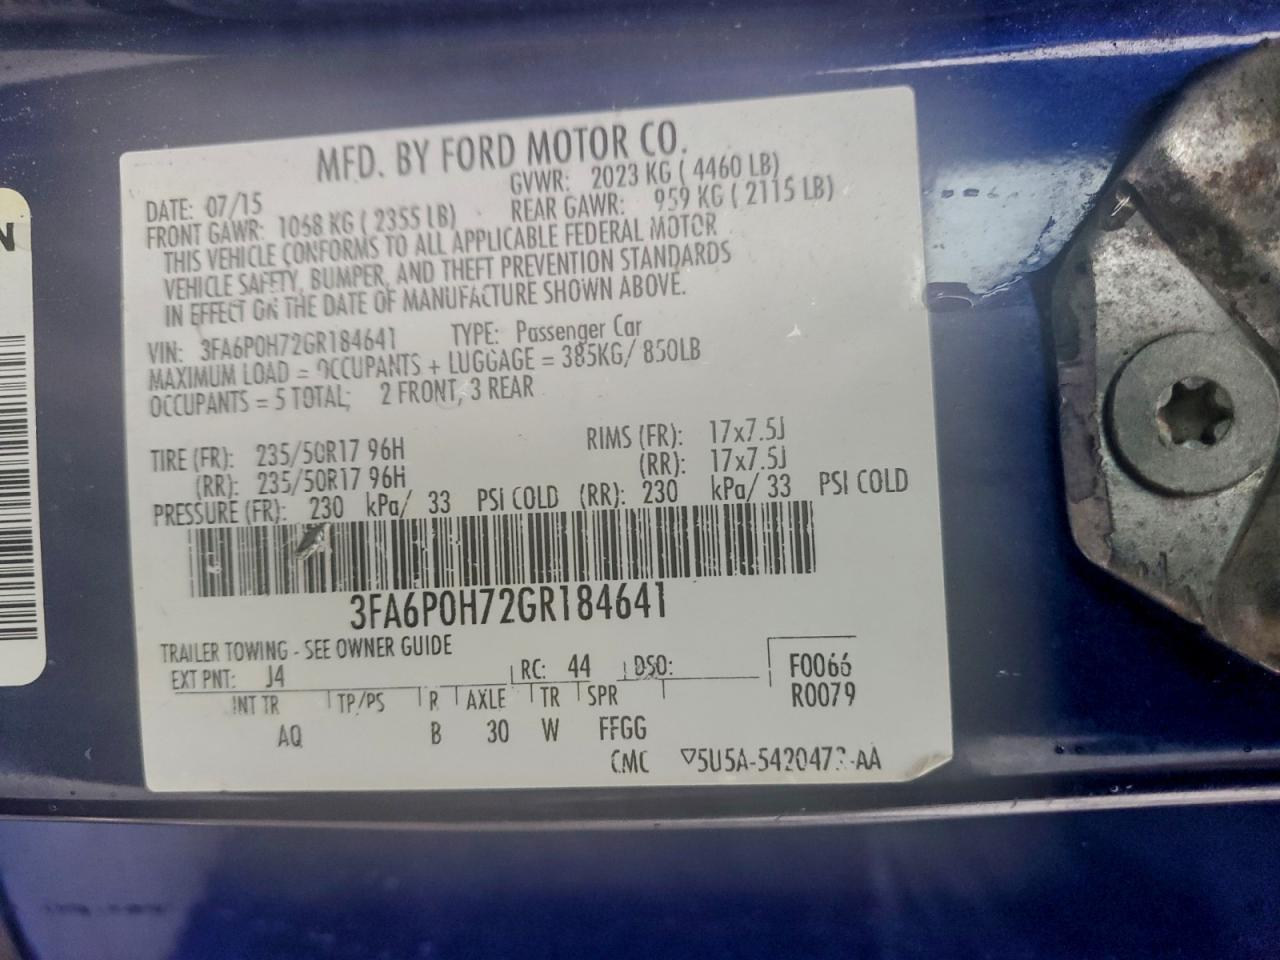 MFD. BY FORD MOTOR CO.
DATE: 07/15 GVWR: 2023 KG ( 4460 LB)
FRONT GAWR: 1068 KG ( 2355 LB) REAR GAWR: 959 KG ( 2115 LB)
THIS VEHICLE CONFORMS TO ALL APPLICABLE FEDERAL MOTOR
VEHICLE SAFETY, BUMPER, AND THEFT PREVENTION STANDARDS
IN EFFECT ON THE DATE OF MANUFACTURE SHOWN ABOVE.
VIN: 3FA6P0H72GR184641 TYPE: Passenger Car
MAXIMUM LOAD = OCCUPANTS + LUGGAGE = 385KG/ 850LB
OCCUPANTS = 5 TOTAL; 2 FRONT, 3 REAR
TIRE (FR): 235/50R17 96H RIMS (FR): 17x7.5J
(RR): 235/50R17 96H (RR): 17x7.5J
PRESSURE (FR): 230 kPa/ 33 PSI COLD (RR): 230 kPa/ 33 PSI COLD
3FA6P0H72GR184641
TRAILER TOWING - SEE OWNER GUIDE
EXT PNT: J4 RC: 44 DSO: F0066
R0079
INT TR TP/PS R AXLE TR SPR
AQ B 30 W FFGG
CMC
N